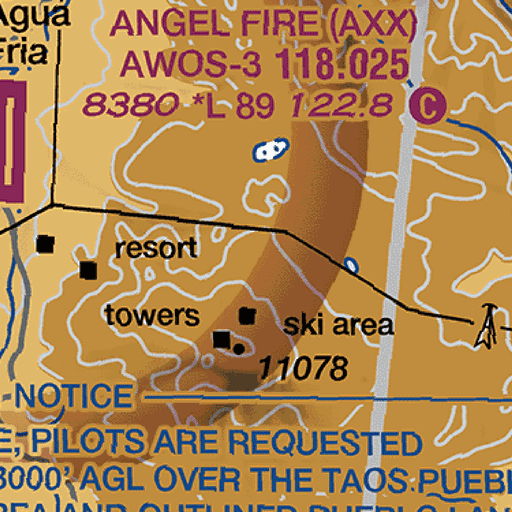 Agua
Fria
ANGEL FIRE (AXX)
AWOS-3 118.025
8380 *L 89 122.8 C
resort
towers
ski area
11078
NOTICE
E, PILOTS ARE REQUESTED
3000' AGL OVER THE TAOS PUEBL